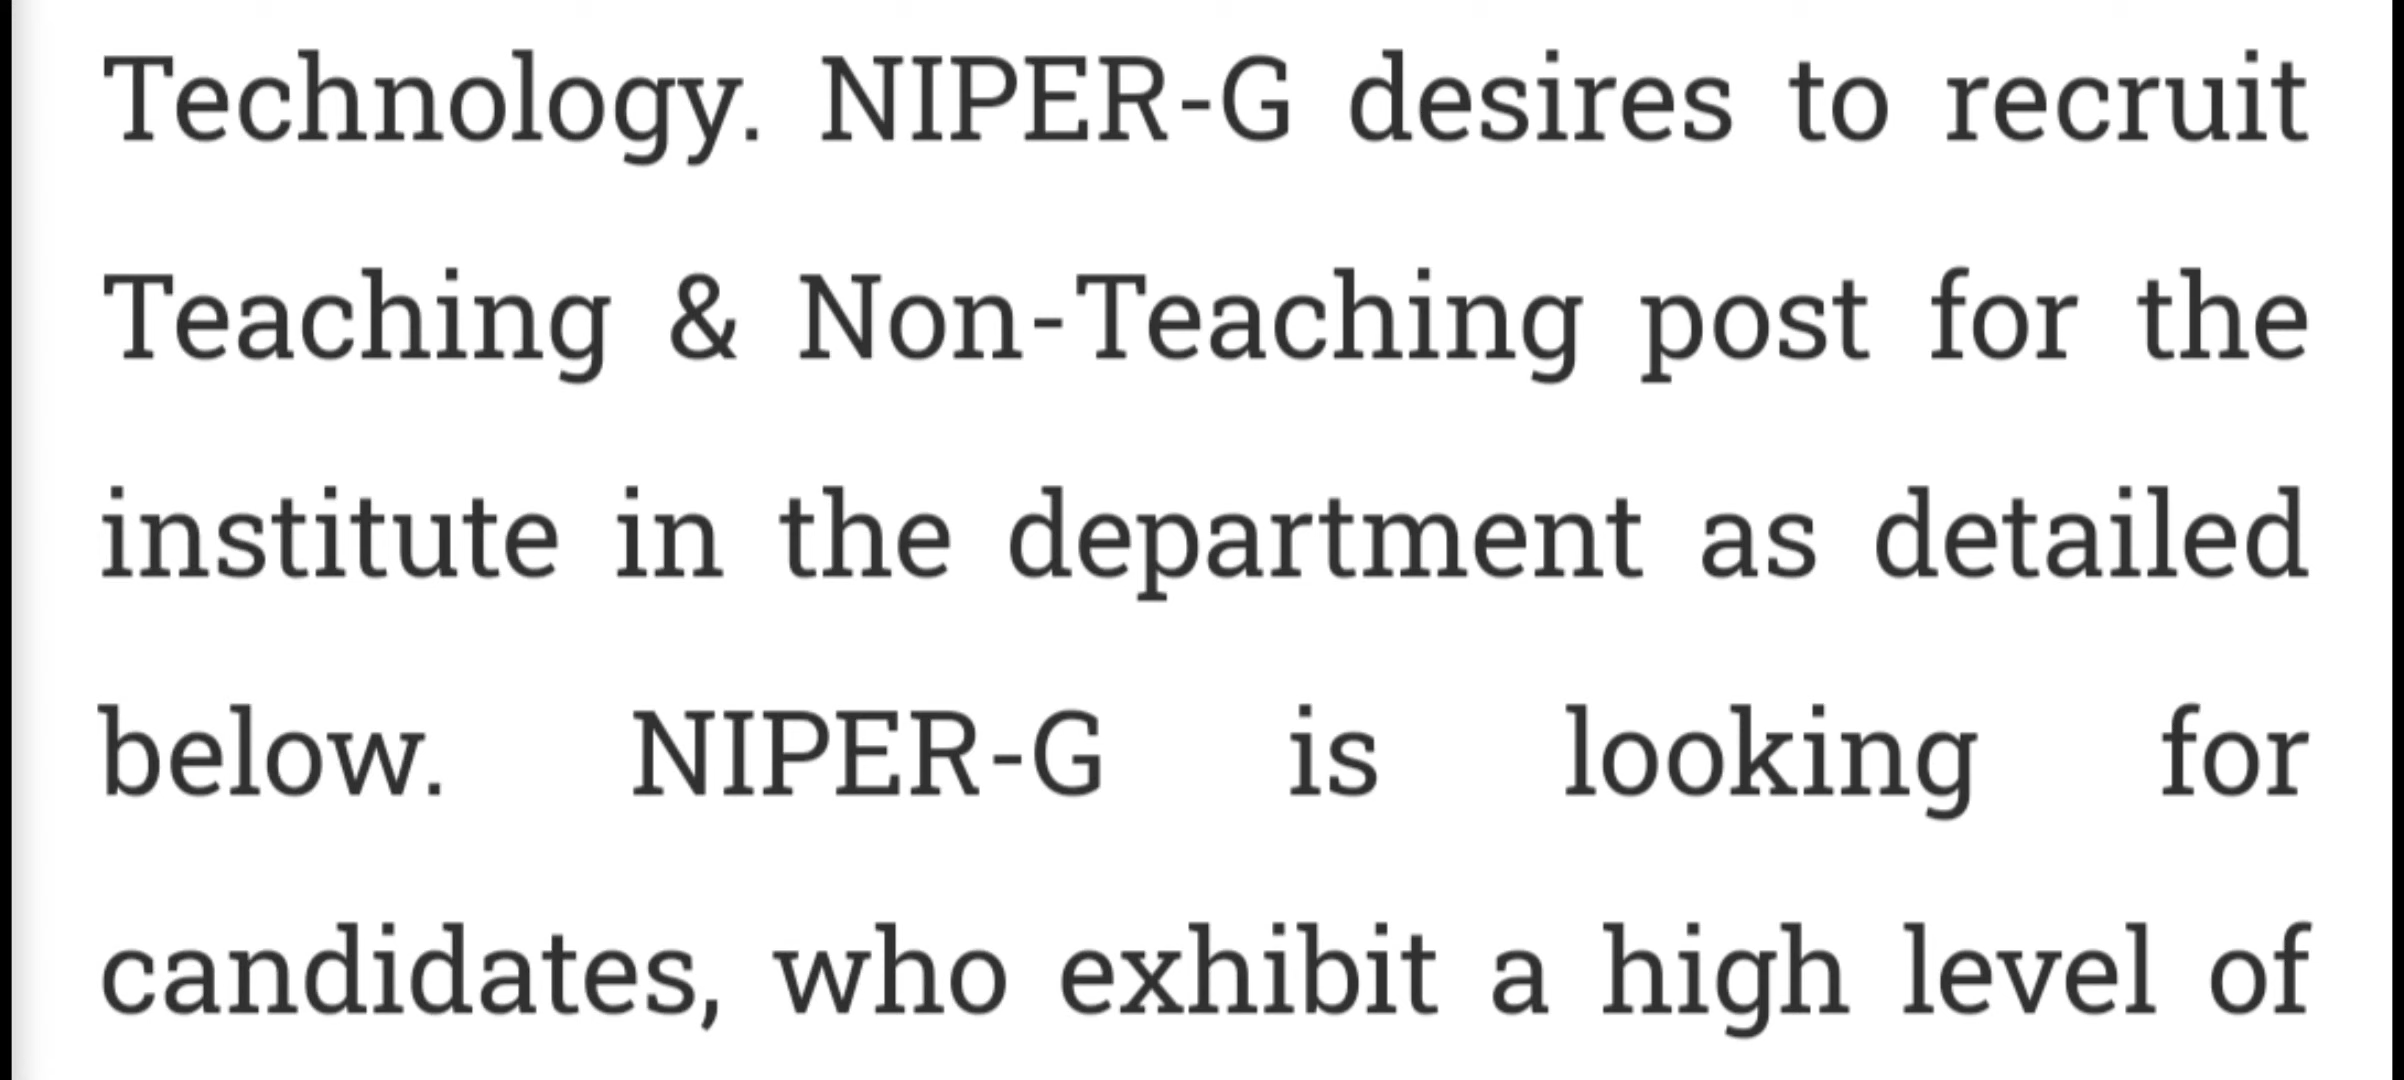 Technology. NIPER-G desires to recruit
Teaching & Non-Teaching post for the
institute in the department as detailed
below. NIPER-G is looking for
candidates, who exhibit a high level of